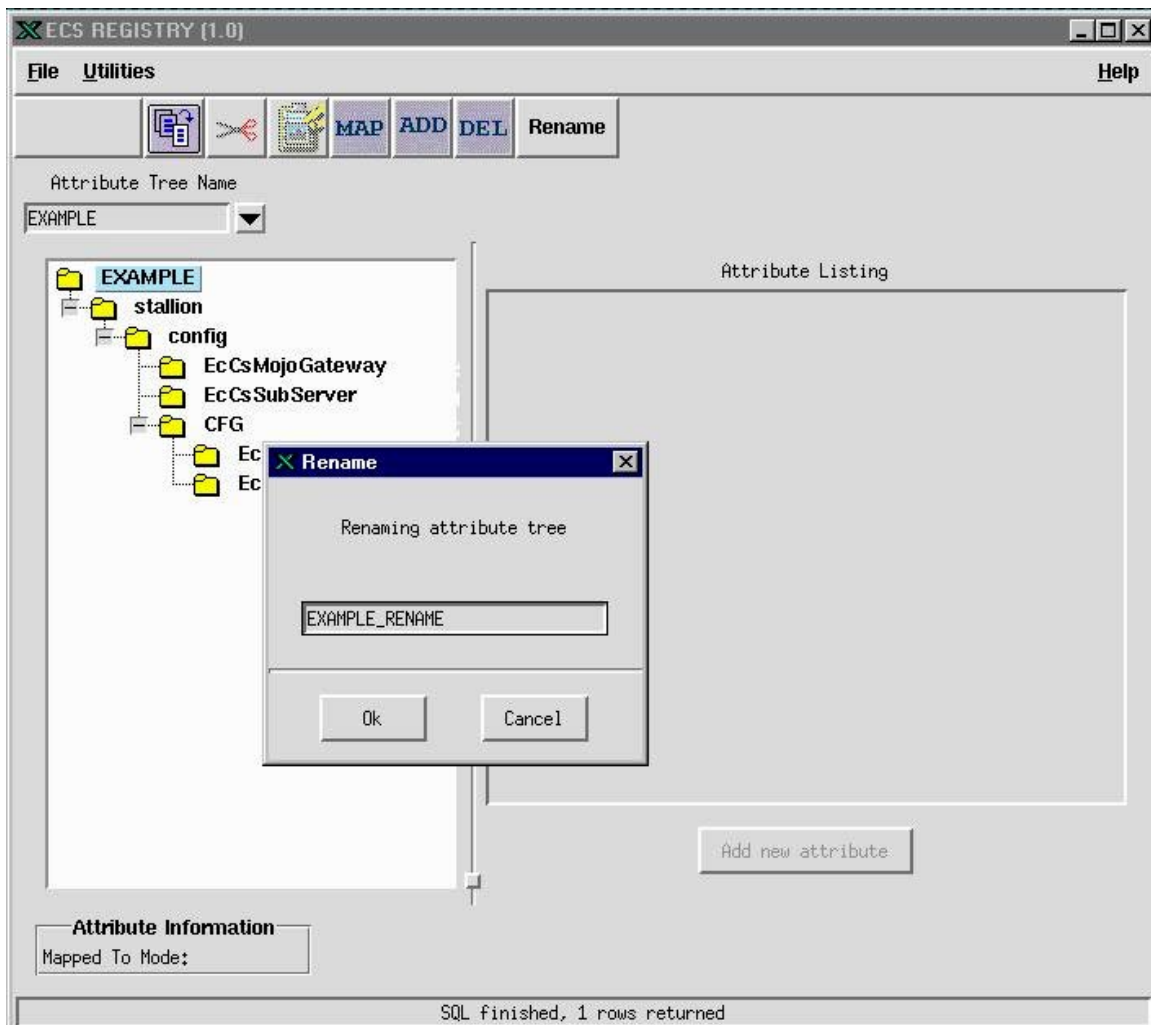 ECS REGISTRY (1.0)
File Utilities Help
MAP ADD DEL Rename
Attribute Tree Name
EXAMPLE
EXAMPLE
stallion
config
EcCsMojoGateway
EcCsSubServer
CFG
Ec
Ec
Attribute Listing
Rename
Renaming attribute tree
EXAMPLE_RENAME
Ok Cancel
Add new attribute
Attribute Information
Mapped To Mode:
SQL finished, 1 rows returned